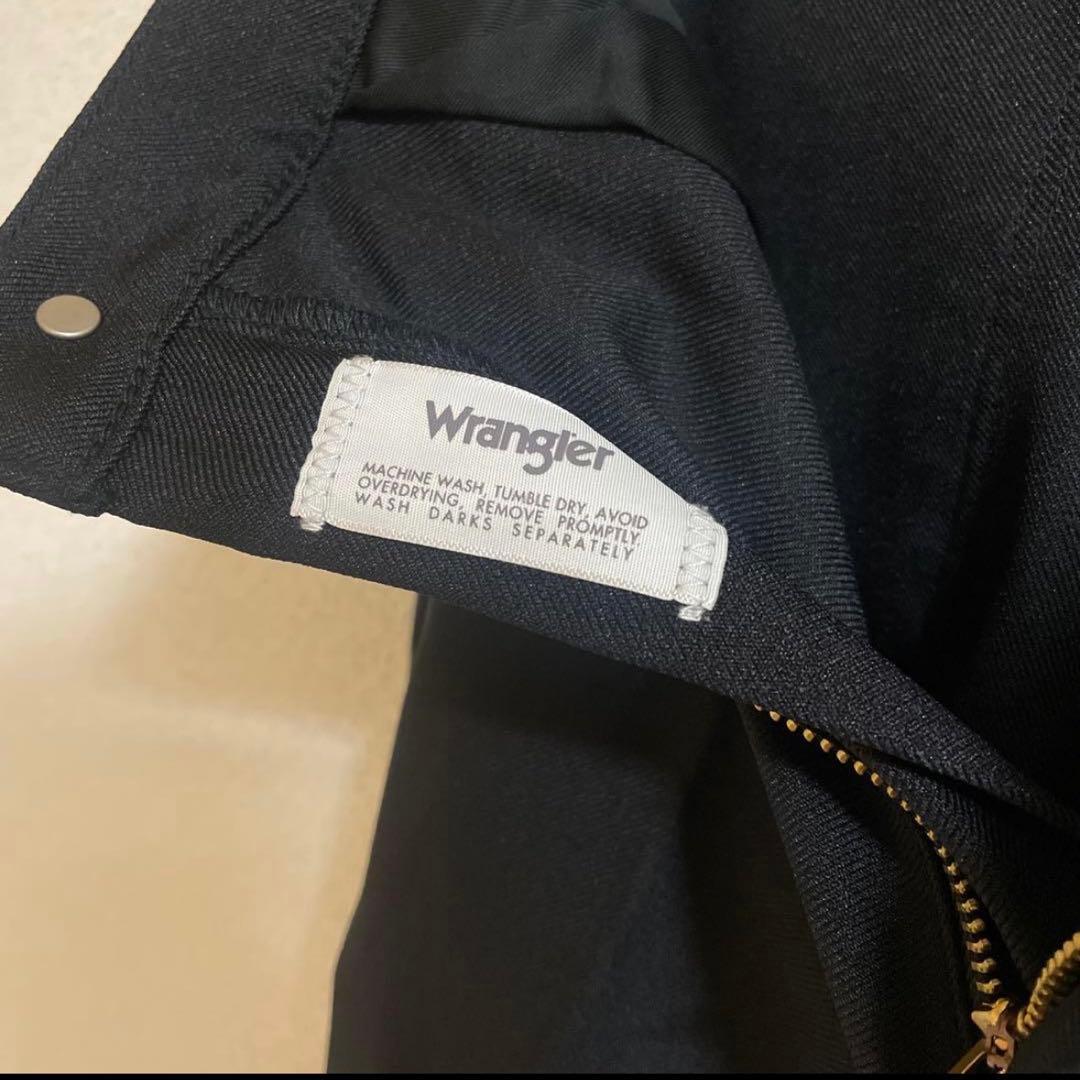 Wrangler
MACHINE WASH, TUMBLE DRY, AVOID
OVERDRYING, REMOVE PROMPTLY
WASH DARKS SEPARATELY